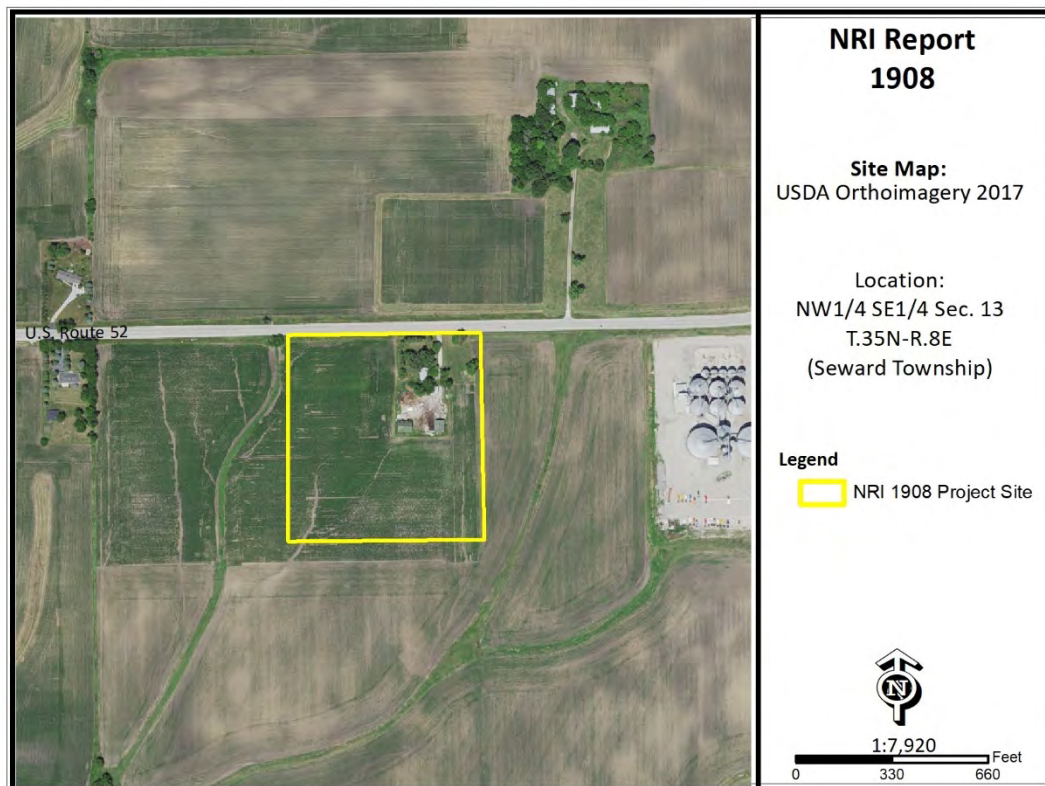 NRI Report
1908
Site Map:
USDA Orthoimagery 2017
Location:
NW1/4 SE1/4 Sec. 13
T.35N-R.8E
(Seward Township)
U.S. Route 52
Legend
NRI 1908 Project Site
N
1:7,920
Feet
0 330 660